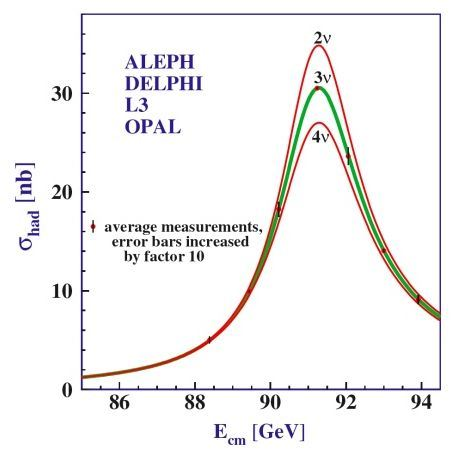 ALEPH
DELPHI
L3
OPAL
2ν
3ν
4ν
average measurements,
error bars increased
by factor 10
σhad [nb]
30
20
10
0
86 88 90 92 94
Ecm [GeV]